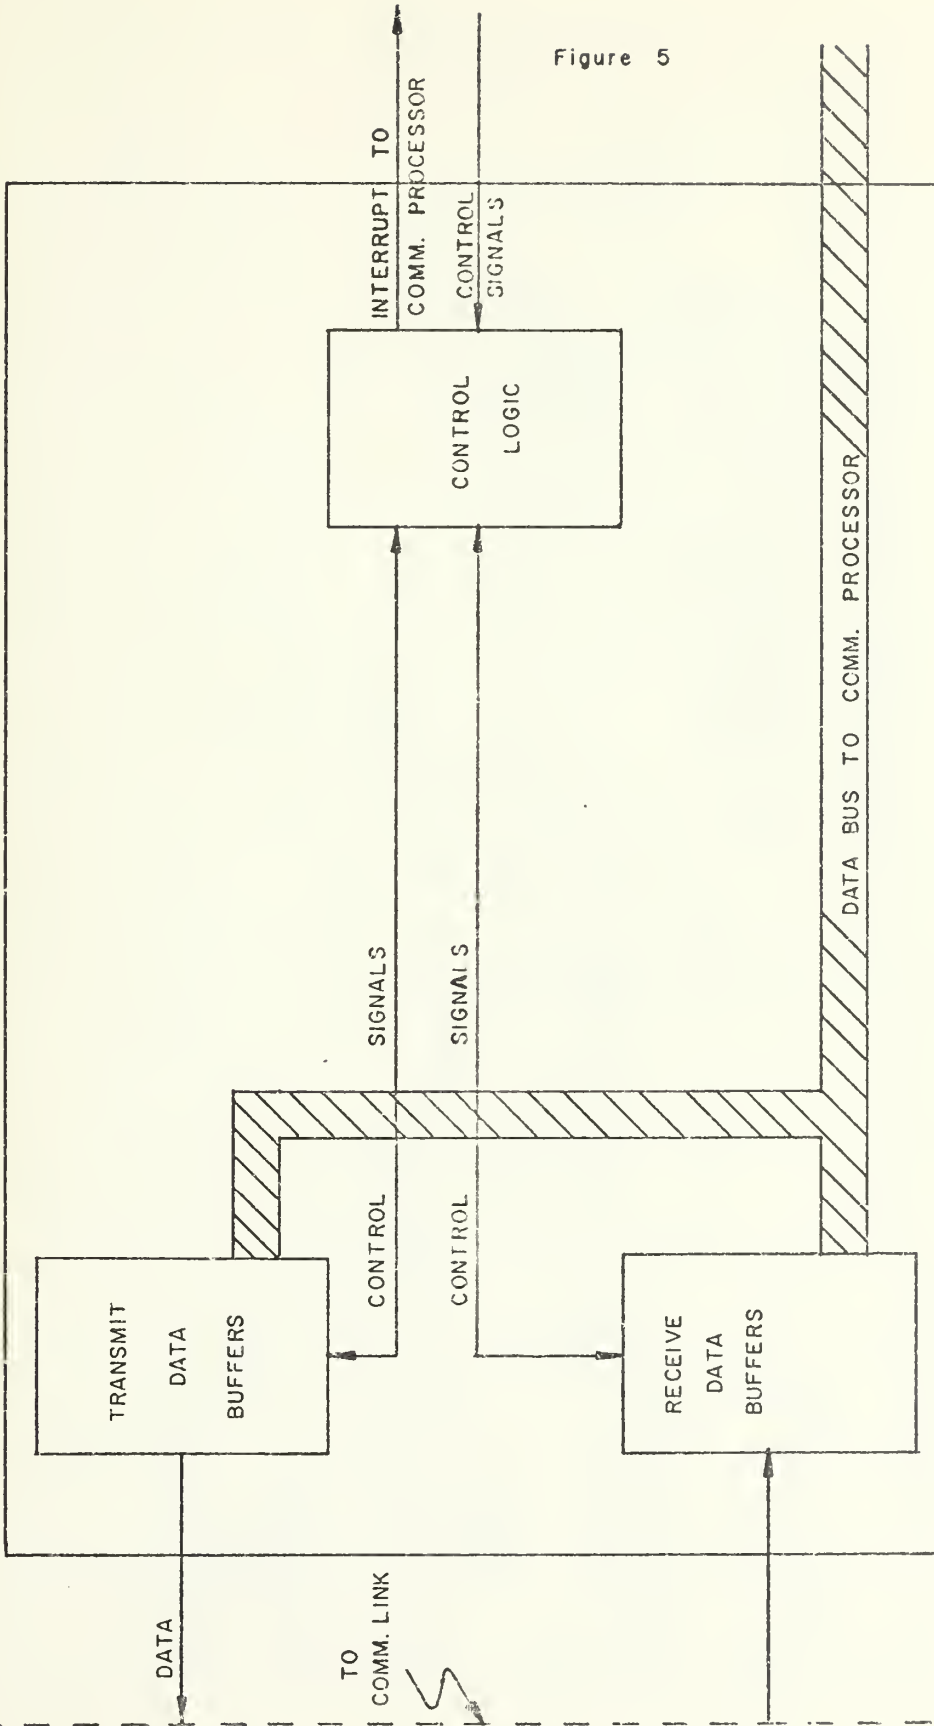 Figure 5
INTERRUPT TO
COMM. PROCESSOR
CONTROL
SIGNALS
CONTROL
LOGIC
SIGNALS
SIGNALS
CONTROL
CONTROL
DATA BUS TO COMM. PROCESSOR
TRANSMIT
DATA
BUFFERS
RECEIVE
DATA
BUFFERS
DATA
TO
COMM. LINK